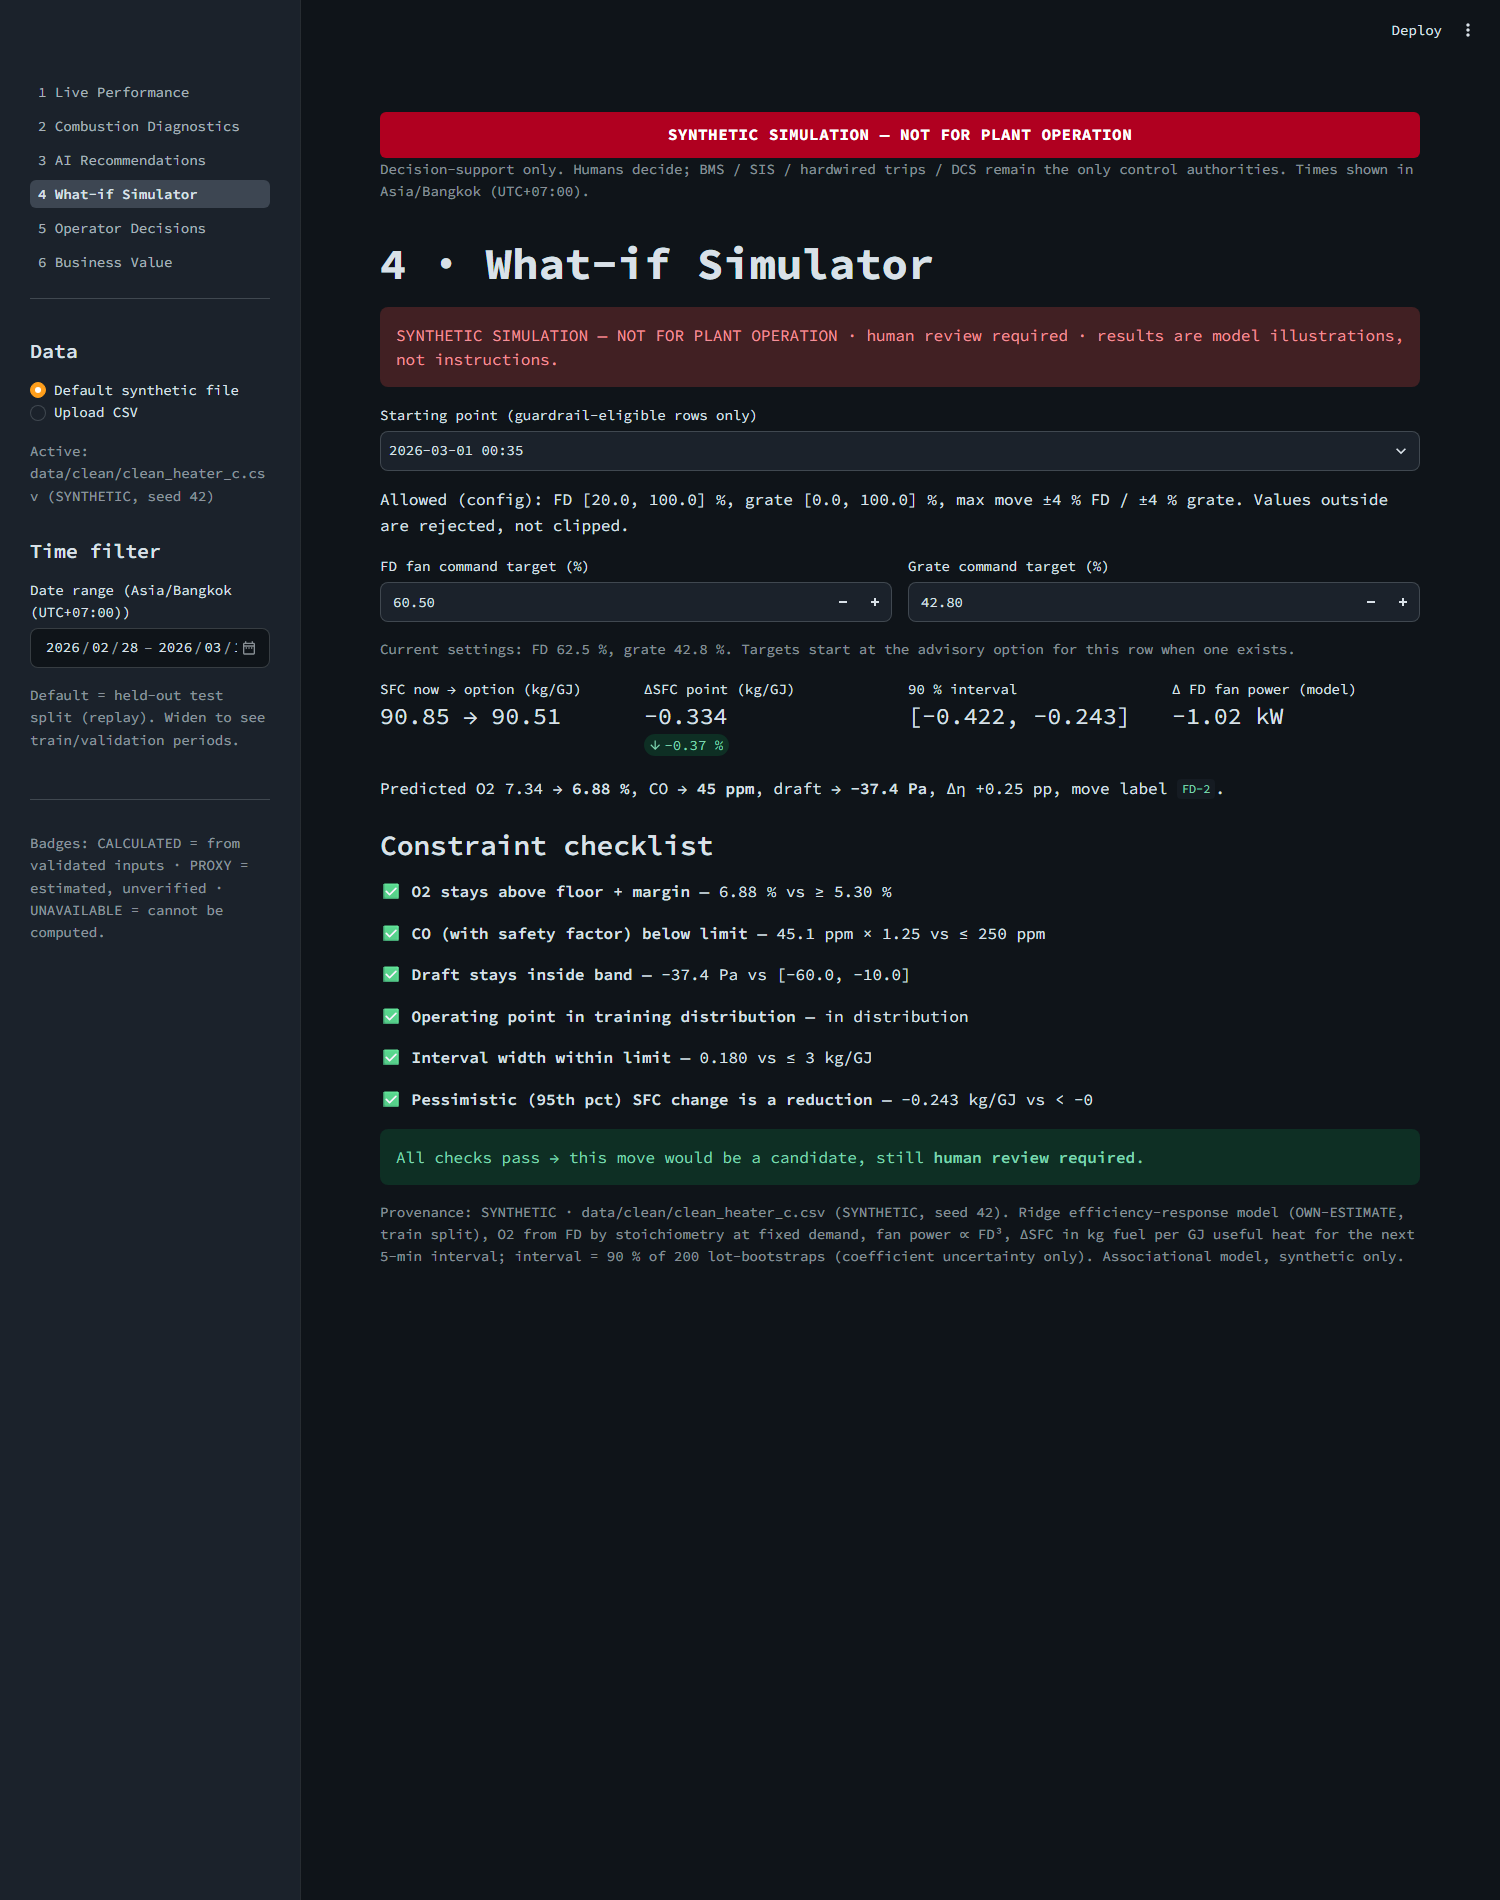 Deploy
1 Live Performance
2 Combustion Diagnostics
3 AI Recommendations
4 What-if Simulator
5 Operator Decisions
6 Business Value
Data
Default synthetic file
Upload CSV
Active:
data/clean/clean_heater_c.cs
v (SYNTHETIC, seed 42)
Time filter
Date range (Asia/Bangkok
(UTC+07:00))
2026/02/28 – 2026/03/
Default = held-out test
split (replay). Widen to see
train/validation periods.
Badges: CALCULATED = from
validated inputs · PROXY =
estimated, unverified ·
UNAVAILABLE = cannot be
computed.
SYNTHETIC SIMULATION — NOT FOR PLANT OPERATION
Decision-support only. Humans decide; BMS / SIS / hardwired trips / DCS remain the only control authorities. Times shown in
Asia/Bangkok (UTC+07:00).
4 · What-if Simulator
SYNTHETIC SIMULATION — NOT FOR PLANT OPERATION · human review required · results are model illustrations,
not instructions.
Starting point (guardrail-eligible rows only)
2026-03-01 00:35
Allowed (config): FD [20.0, 100.0] %, grate [0.0, 100.0] %, max move ±4 % FD / ±4 % grate. Values outside
are rejected, not clipped.
FD fan command target (%)
Grate command target (%)
60.50
42.80
Current settings: FD 62.5 %, grate 42.8 %. Targets start at the advisory option for this row when one exists.
SFC now → option (kg/GJ)
90.85 → 90.51
ΔSFC point (kg/GJ)
-0.334
↓ -0.37 %
90 % interval
[-0.422, -0.243]
Δ FD fan power (model)
-1.02 kW
Predicted O2 7.34 → 6.88 %, CO → 45 ppm, draft → -37.4 Pa, Δη +0.25 pp, move label FD-2.
Constraint checklist
✅ O2 stays above floor + margin — 6.88 % vs ≥ 5.30 %
✅ CO (with safety factor) below limit — 45.1 ppm × 1.25 vs ≤ 250 ppm
✅ Draft stays inside band — -37.4 Pa vs [-60.0, -10.0]
✅ Operating point in training distribution — in distribution
✅ Interval width within limit — 0.180 vs ≤ 3 kg/GJ
✅ Pessimistic (95th pct) SFC change is a reduction — -0.243 kg/GJ vs < -0
All checks pass → this move would be a candidate, still human review required.
Provenance: SYNTHETIC · data/clean/clean_heater_c.csv (SYNTHETIC, seed 42). Ridge efficiency-response model (OWN-ESTIMATE,
train split), O2 from FD by stoichiometry at fixed demand, fan power ∝ FD³, ΔSFC in kg fuel per GJ useful heat for the next
5-min interval; interval = 90 % of 200 lot-bootstraps (coefficient uncertainty only). Associational model, synthetic only.